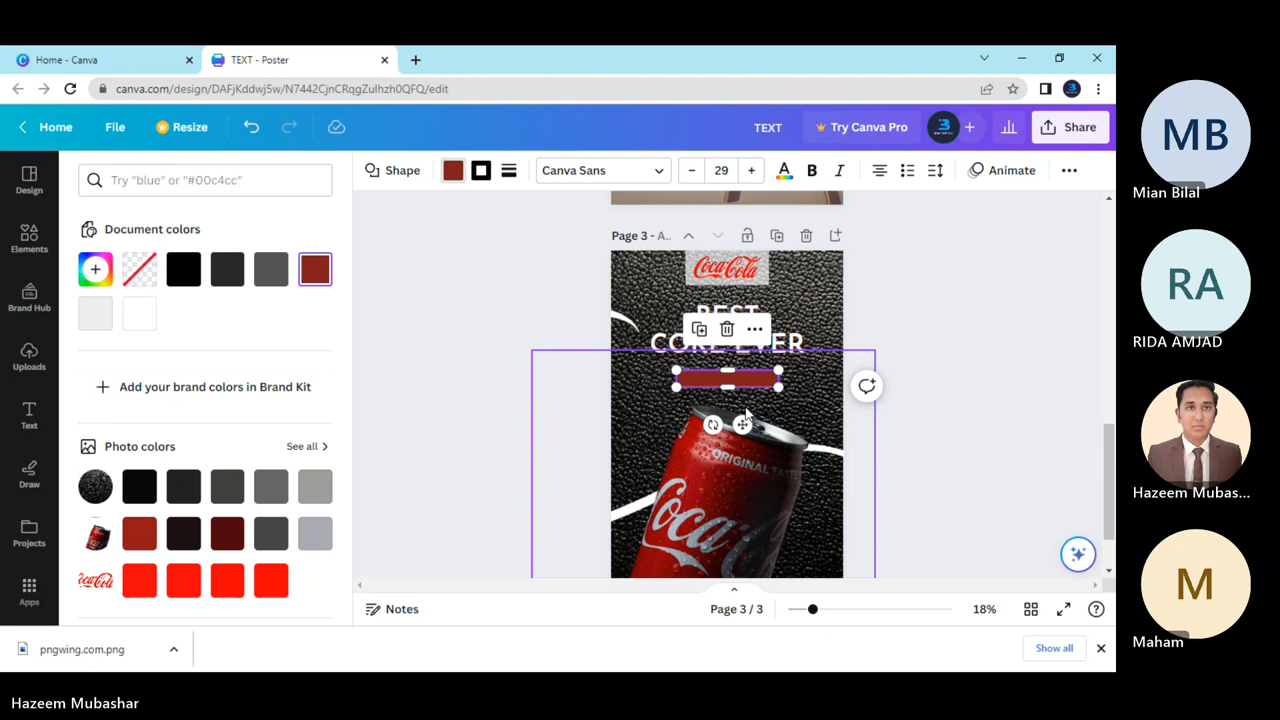 Home - Canva
TEXT - Poster
canva.com/design/DAFjKddwj5w/N7442CjnCRqgZuIhzh0QFQ/edit
Home
File
Resize
TEXT
Try Canva Pro
Share
Design
Elements
Brand Hub
Uploads
Text
Draw
Projects
Apps
Try "blue" or "#00c4cc"
Document colors
Add your brand colors in Brand Kit
Photo colors
See all
Shape
Canva Sans
29
A
B
I
Animate
Page 3 - A..
Coca-Cola
BEST
COKE EVER
ORIGINAL TASTE
Coca
Coca-Cola
Notes
Page 3 / 3
18%
pngwing.com.png
Show all
MB
Mian Bilal
RA
RIDA AMJAD
Hazeem Mubas...
M
Maham
Hazeem Mubashar